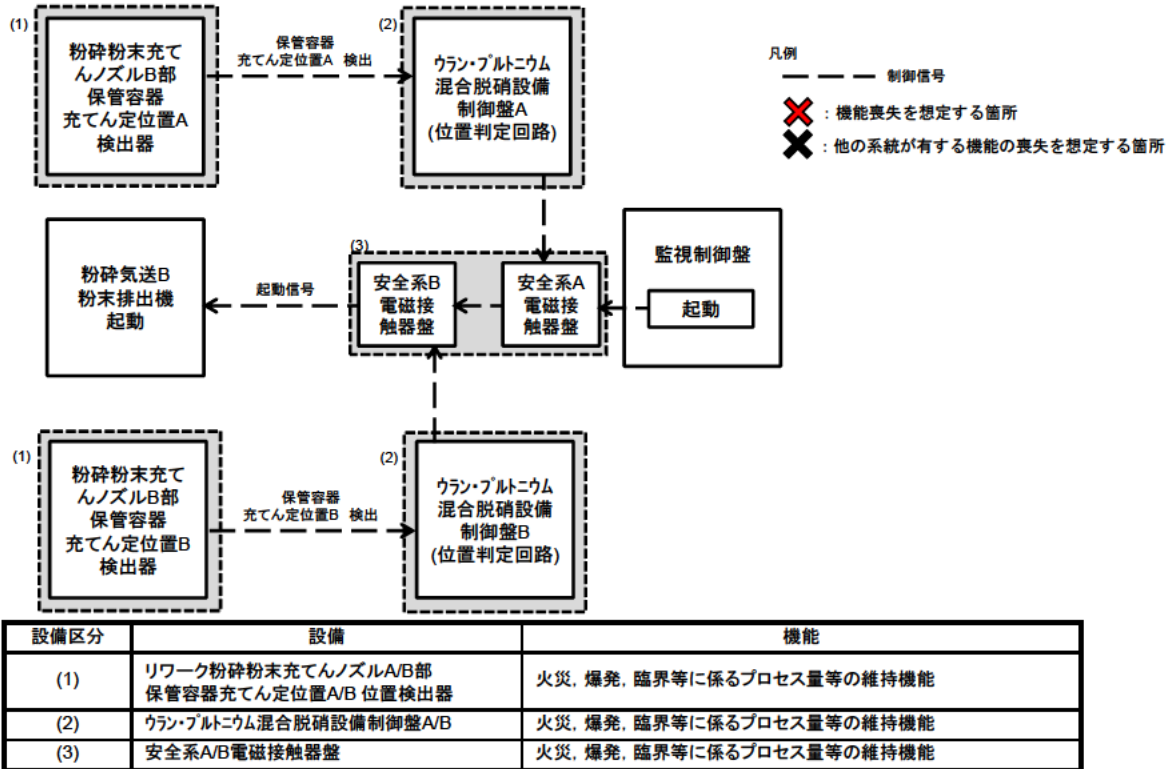 (1)
粉砕粉末充て
んノズルB部
保管容器
充てん定位置A
検出器
保管容器
充てん定位置A 検出
(2)
ウラン・プルトニウム
混合脱硝設備
制御盤A
(位置判定回路)
凡例
制御信号
：機能喪失を想定する箇所
：他の系統が有する機能の喪失を想定する箇所
粉砕気送B
粉末排出機
起動
起動信号
(3)
安全系B
電磁接
触器盤
安全系A
電磁接
触器盤
監視制御盤
起動
(1)
粉砕粉末充て
んノズルB部
保管容器
充てん定位置B
検出器
保管容器
充てん定位置B 検出
(2)
ウラン・プルトニウム
混合脱硝設備
制御盤B
(位置判定回路)
設備区分 設備 機能
(1) リワーク粉砕粉末充てんノズルA/B部
保管容器充てん定位置A/B 位置検出器 火災，爆発，臨界等に係るプロセス量等の維持機能
(2) ウラン・プルトニウム混合脱硝設備制御盤A/B 火災，爆発，臨界等に係るプロセス量等の維持機能
(3) 安全系A/B電磁接触器盤 火災，爆発，臨界等に係るプロセス量等の維持機能